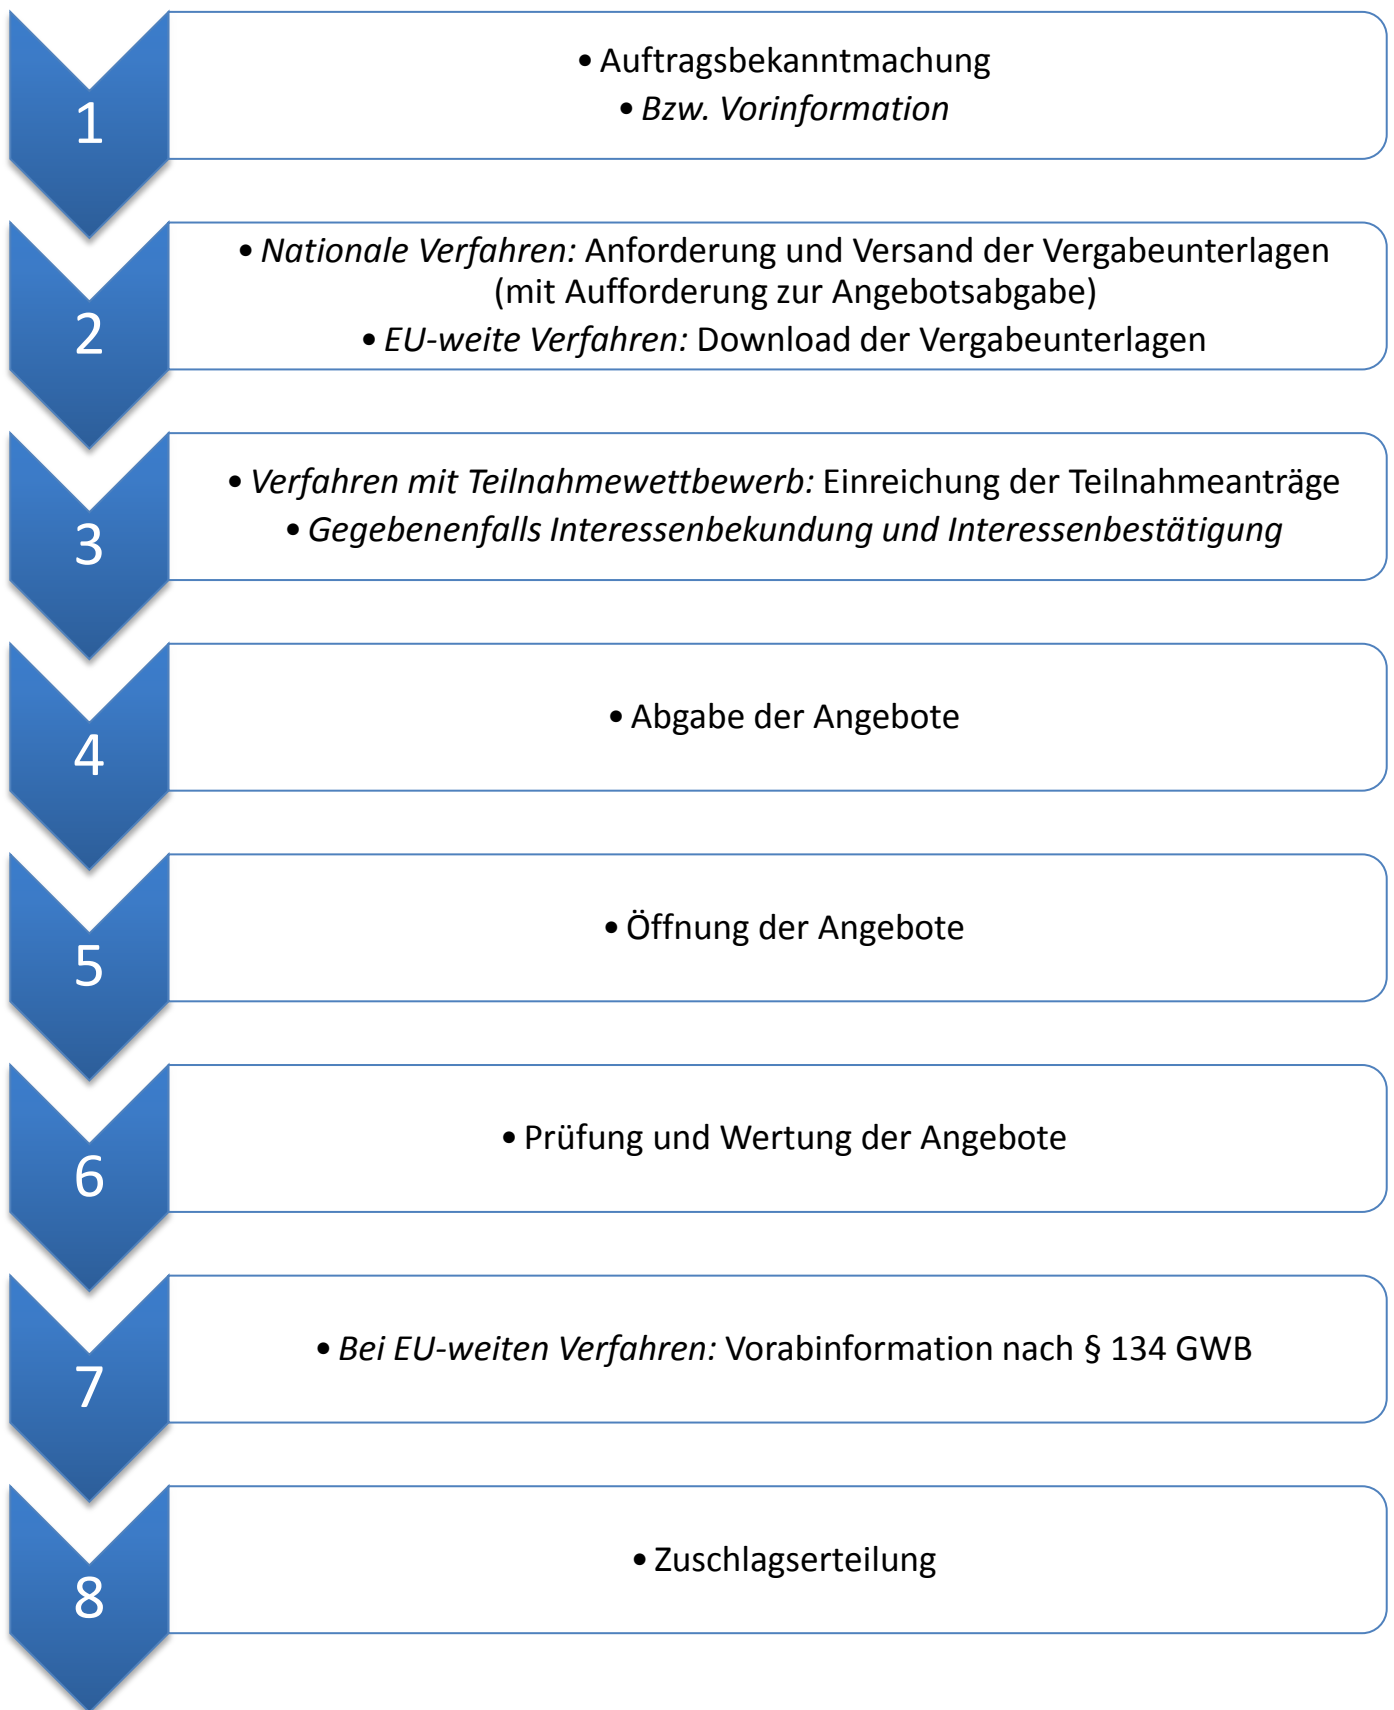 1
• Auftragsbekanntmachung
• Bzw. Vorinformation
2
• Nationale Verfahren: Anforderung und Versand der Vergabeunterlagen
(mit Aufforderung zur Angebotsabgabe)
• EU-weite Verfahren: Download der Vergabeunterlagen
3
• Verfahren mit Teilnahmewettbewerb: Einreichung der Teilnahmeanträge
• Gegebenenfalls Interessenbekundung und Interessenbestätigung
4
• Abgabe der Angebote
5
• Öffnung der Angebote
6
• Prüfung und Wertung der Angebote
7
• Bei EU-weiten Verfahren: Vorabinformation nach § 134 GWB
8
• Zuschlagserteilung